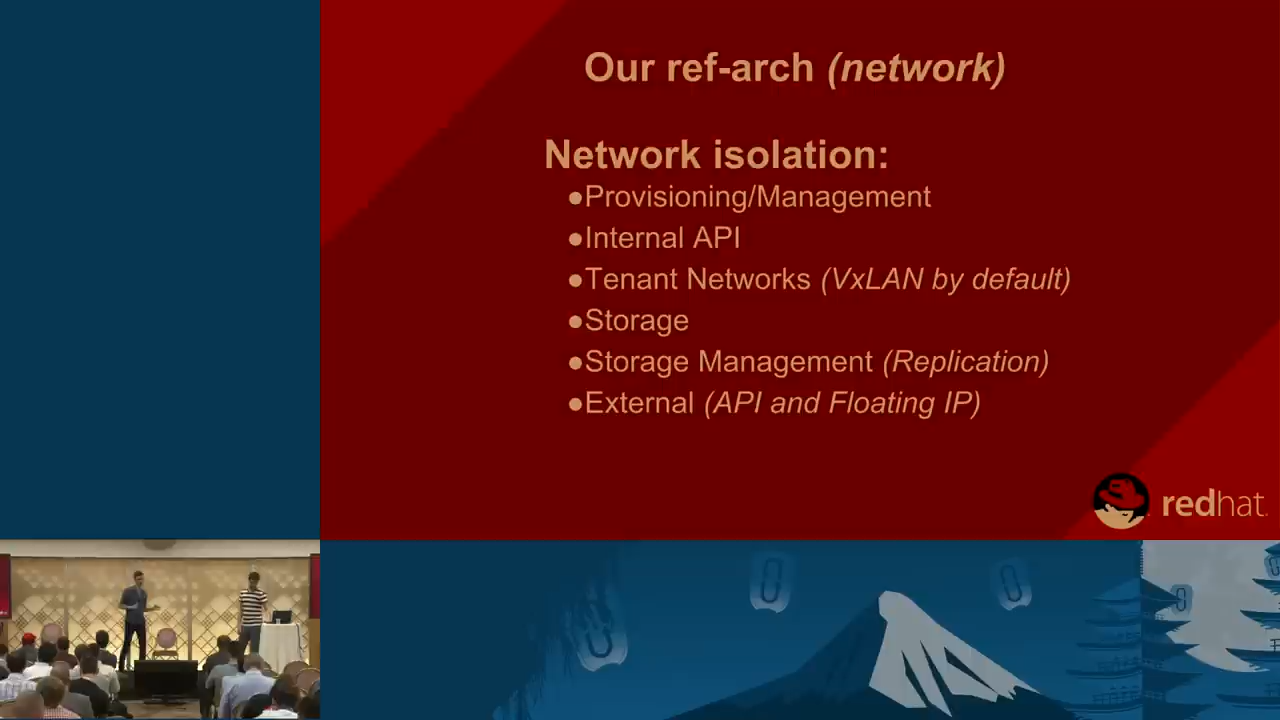 Our ref-arch (network)
Network isolation:
●Provisioning/Management
●Internal API
●Tenant Networks (VxLAN by default)
●Storage
●Storage Management (Replication)
●External (API and Floating IP)
redhat.